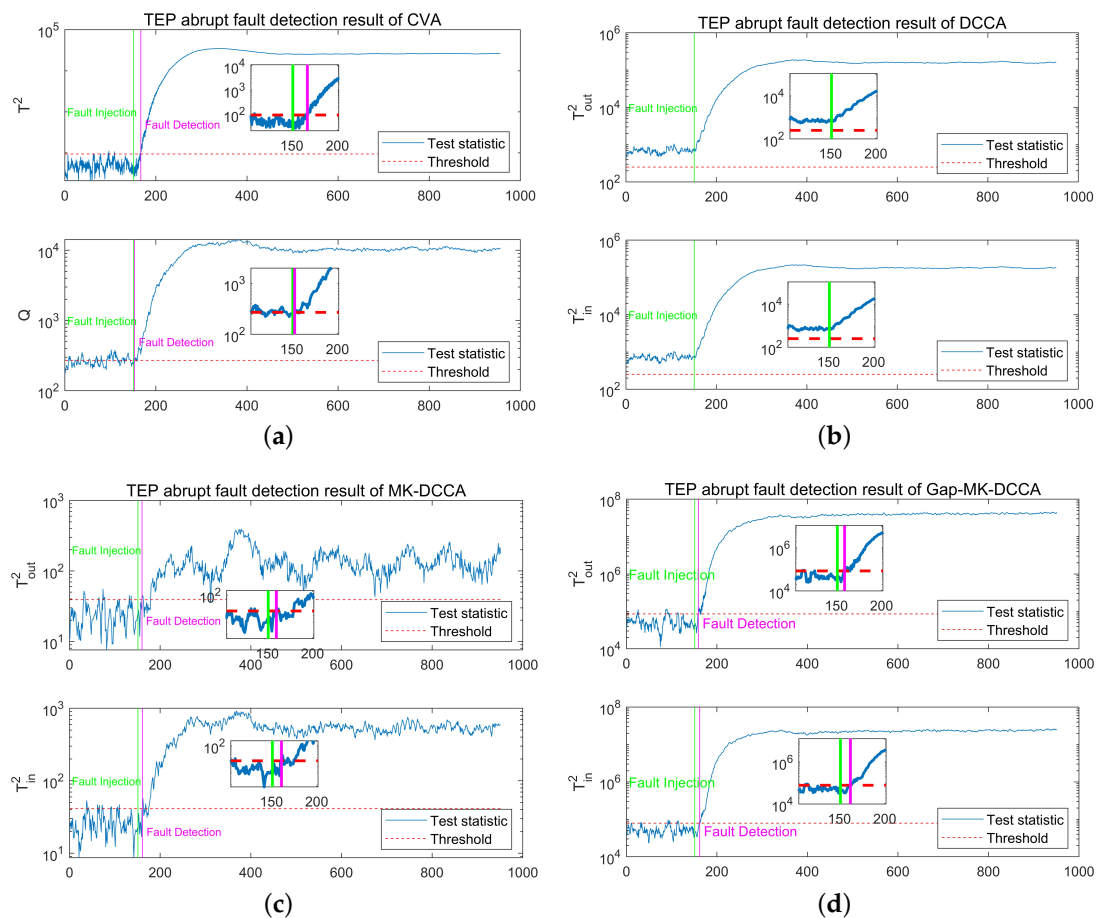 TEP abrupt fault detection result of CVA
10^5
T^2
Fault Injection
Fault Detection
10^4
10^3
10^2
150
200
Test statistic
Threshold
0 200 400 600 800 1000
10^4
10^3
10^2
Q
Fault Injection
Fault Detection
10^3
10^2
150
200
Test statistic
Threshold
0 200 400 600 800 1000
(a)
TEP abrupt fault detection result of DCCA
10^6
10^4
10^2
T^2_out
Fault Injection
10^4
10^2
150
200
Test statistic
Threshold
0 200 400 600 800 1000
10^6
10^4
10^2
T^2_in
Fault Injection
10^4
10^2
150
200
Test statistic
Threshold
0 200 400 600 800 1000
(b)
TEP abrupt fault detection result of MK-DCCA
10^3
10^2
10^1
T^2_out
Fault Injection
Fault Detection
10^2
150
200
Test statistic
Threshold
0 200 400 600 800 1000
10^3
10^2
10^1
T^2_in
Fault Injection
Fault Detection
10^2
150
200
Test statistic
Threshold
0 200 400 600 800 1000
(c)
TEP abrupt fault detection result of Gap-MK-DCCA
10^8
10^6
10^4
T^2_out
Fault Injection
Fault Detection
10^6
10^4
150
200
Test statistic
Threshold
0 200 400 600 800 1000
10^8
10^6
10^4
T^2_in
Fault Injection
Fault Detection
10^6
10^4
150
200
Test statistic
Threshold
0 200 400 600 800 1000
(d)